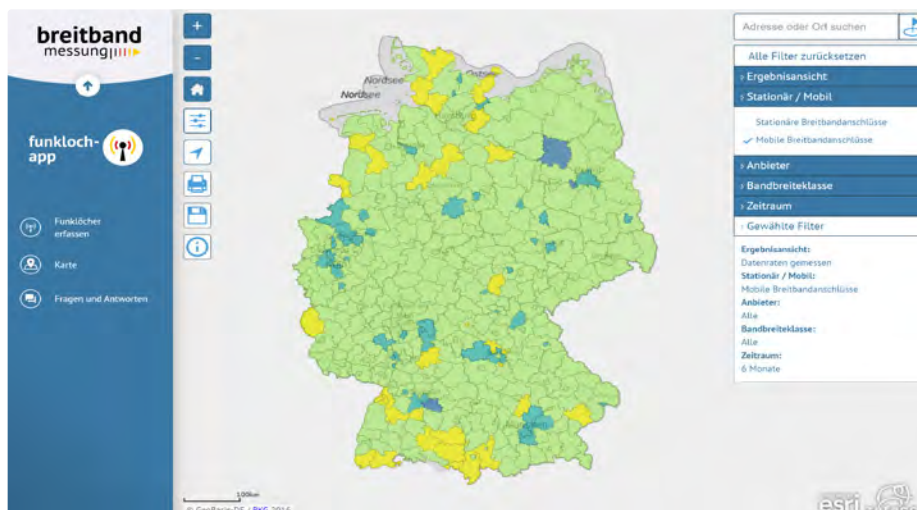 breitband
messung
funkloch-
app
Funklöcher
erfassen
Karte
Fragen und Antworten
+
-
Nordsee
Nordsee
100km
Adresse oder Ort suchen
Alle Filter zurücksetzen
› Ergebnisansicht
› Stationär / Mobil
Stationäre Breitbandanschlüsse
Mobile Breitbandanschlüsse
› Anbieter
› Bandbreiteklasse
› Zeitraum
› Gewählte Filter
Ergebnisansicht:
Datenraten gemessen
Stationär / Mobil:
Mobile Breitbandanschlüsse
Anbieter:
Alle
Bandbreiteklasse:
Alle
Zeitraum:
6 Monate
esri